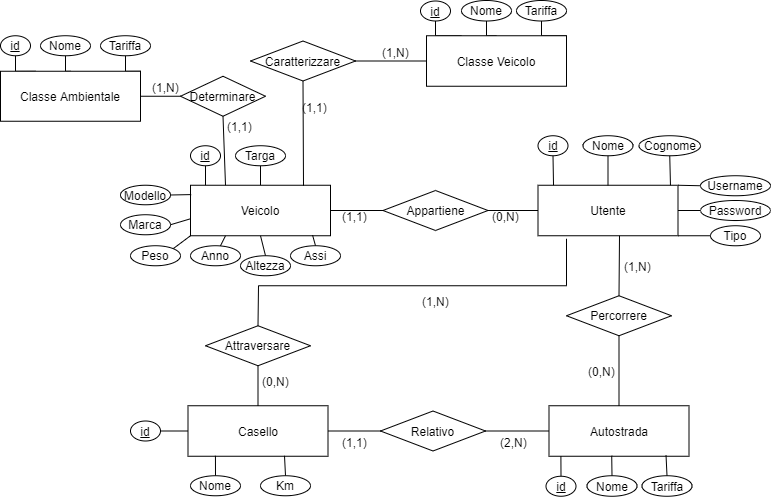 id
Nome
Tariffa
Classe Veicolo
id
Nome
Tariffa
Classe Ambientale
Caratterizzare
(1,N)
(1,N)
Determinare
(1,1)
(1,1)
id
Targa
Modello
Marca
Peso
Anno
Altezza
Assi
Veicolo
(1,1)
Appartiene
(0,N)
id
Nome
Cognome
Username
Password
Tipo
Utente
(1,N)
(1,N)
Attraversare
Percorrere
(0,N)
(0,N)
id
Casello
Nome
Km
(1,1)
Relativo
(2,N)
Autostrada
id
Nome
Tariffa